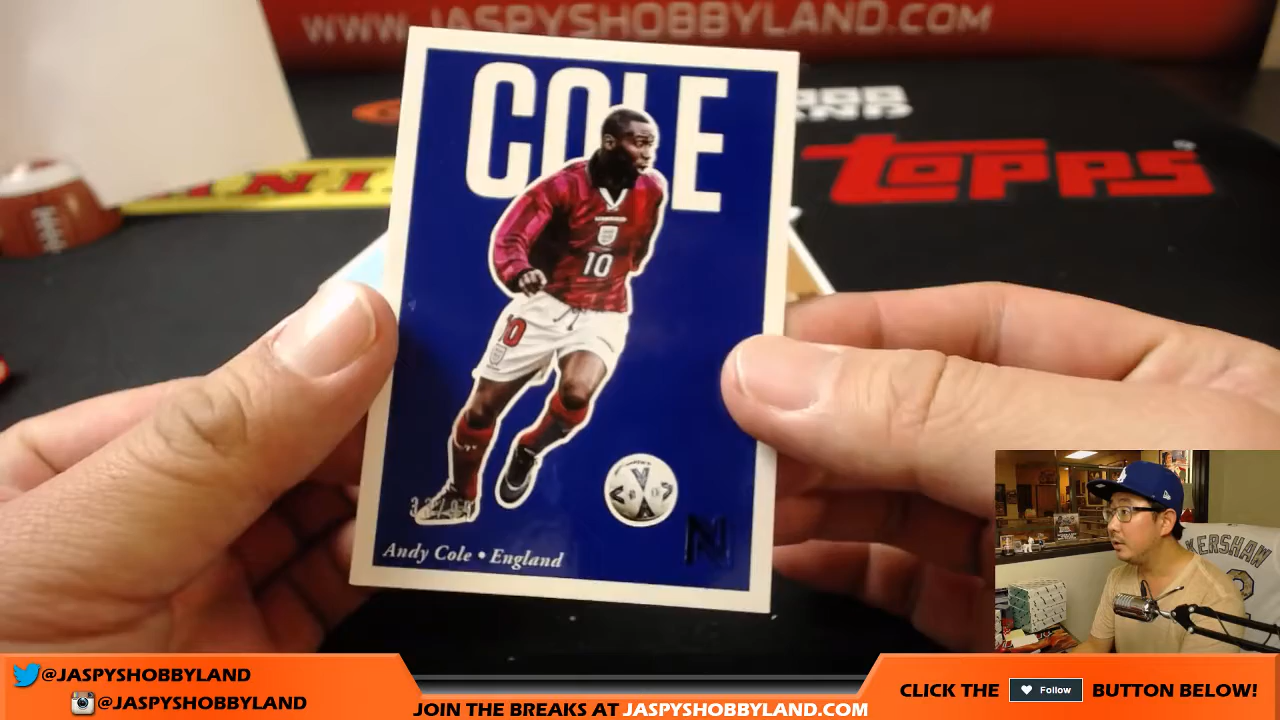 WWW.JASPYSHOBBYLAND.COM
COLE
TOPPS
10
10
N
Andy Cole • England
KERSHAW
@JASPYSHOBBYLAND
@JASPYSHOBBYLAND
JOIN THE BREAKS AT JASPYSHOBBYLAND.COM
CLICK THE Follow BUTTON BELOW!